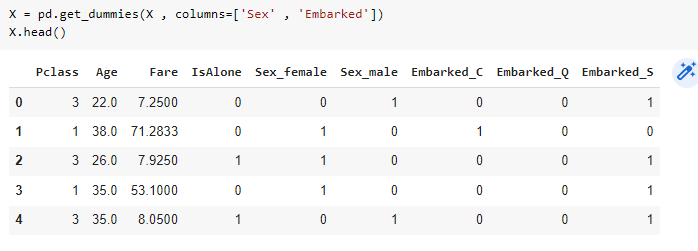 X = pd.get_dummies(X , columns=['Sex' , 'Embarked'])
X.head()
Pclass Age Fare IsAlone Sex_female Sex_male Embarked_C Embarked_Q Embarked_S
0 3 22.0 7.2500 0 0 1 0 0 1
1 1 38.0 71.2833 0 1 0 1 0 0
2 3 26.0 7.9250 1 1 0 0 0 1
3 1 35.0 53.1000 0 1 0 0 0 1
4 3 35.0 8.0500 1 0 1 0 0 1